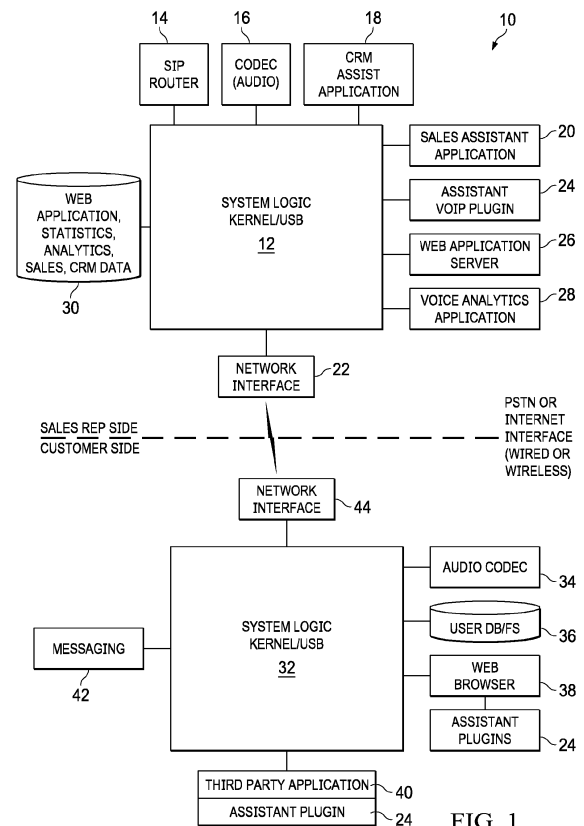 14
16
18
10
SIP
ROUTER
CODEC
(AUDIO)
CRM
ASSIST
APPLICATION
20
SALES ASSISTANT
APPLICATION
24
ASSISTANT
VOIP PLUGIN
26
WEB APPLICATION
SERVER
28
VOICE ANALYTICS
APPLICATION
SYSTEM LOGIC
KERNEL/USB
12
WEB
APPLICATION,
STATISTICS,
ANALYTICS,
SALES, CRM DATA
30
NETWORK
INTERFACE
22
SALES REP SIDE
CUSTOMER SIDE
PSTN OR
INTERNET
INTERFACE
(WIRED OR
WIRELESS)
NETWORK
INTERFACE
44
SYSTEM LOGIC
KERNEL/USB
32
AUDIO CODEC
34
USER DB/FS
36
WEB
BROWSER
38
ASSISTANT
PLUGINS
24
MESSAGING
42
THIRD PARTY APPLICATION
40
ASSISTANT PLUGIN
24
FIG. 1